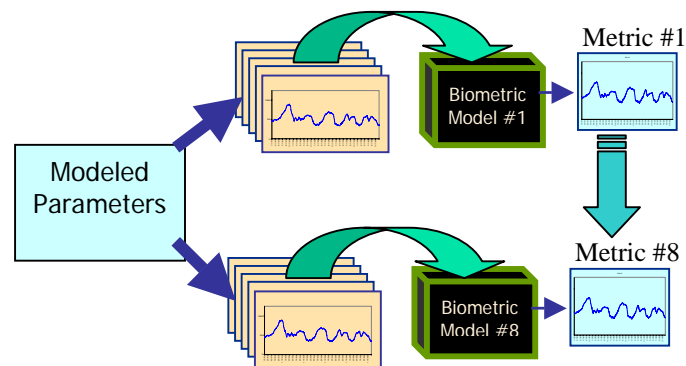 Metric #1
Biometric
Model #1
Modeled
Parameters
Metric #8
Biometric
Model #8